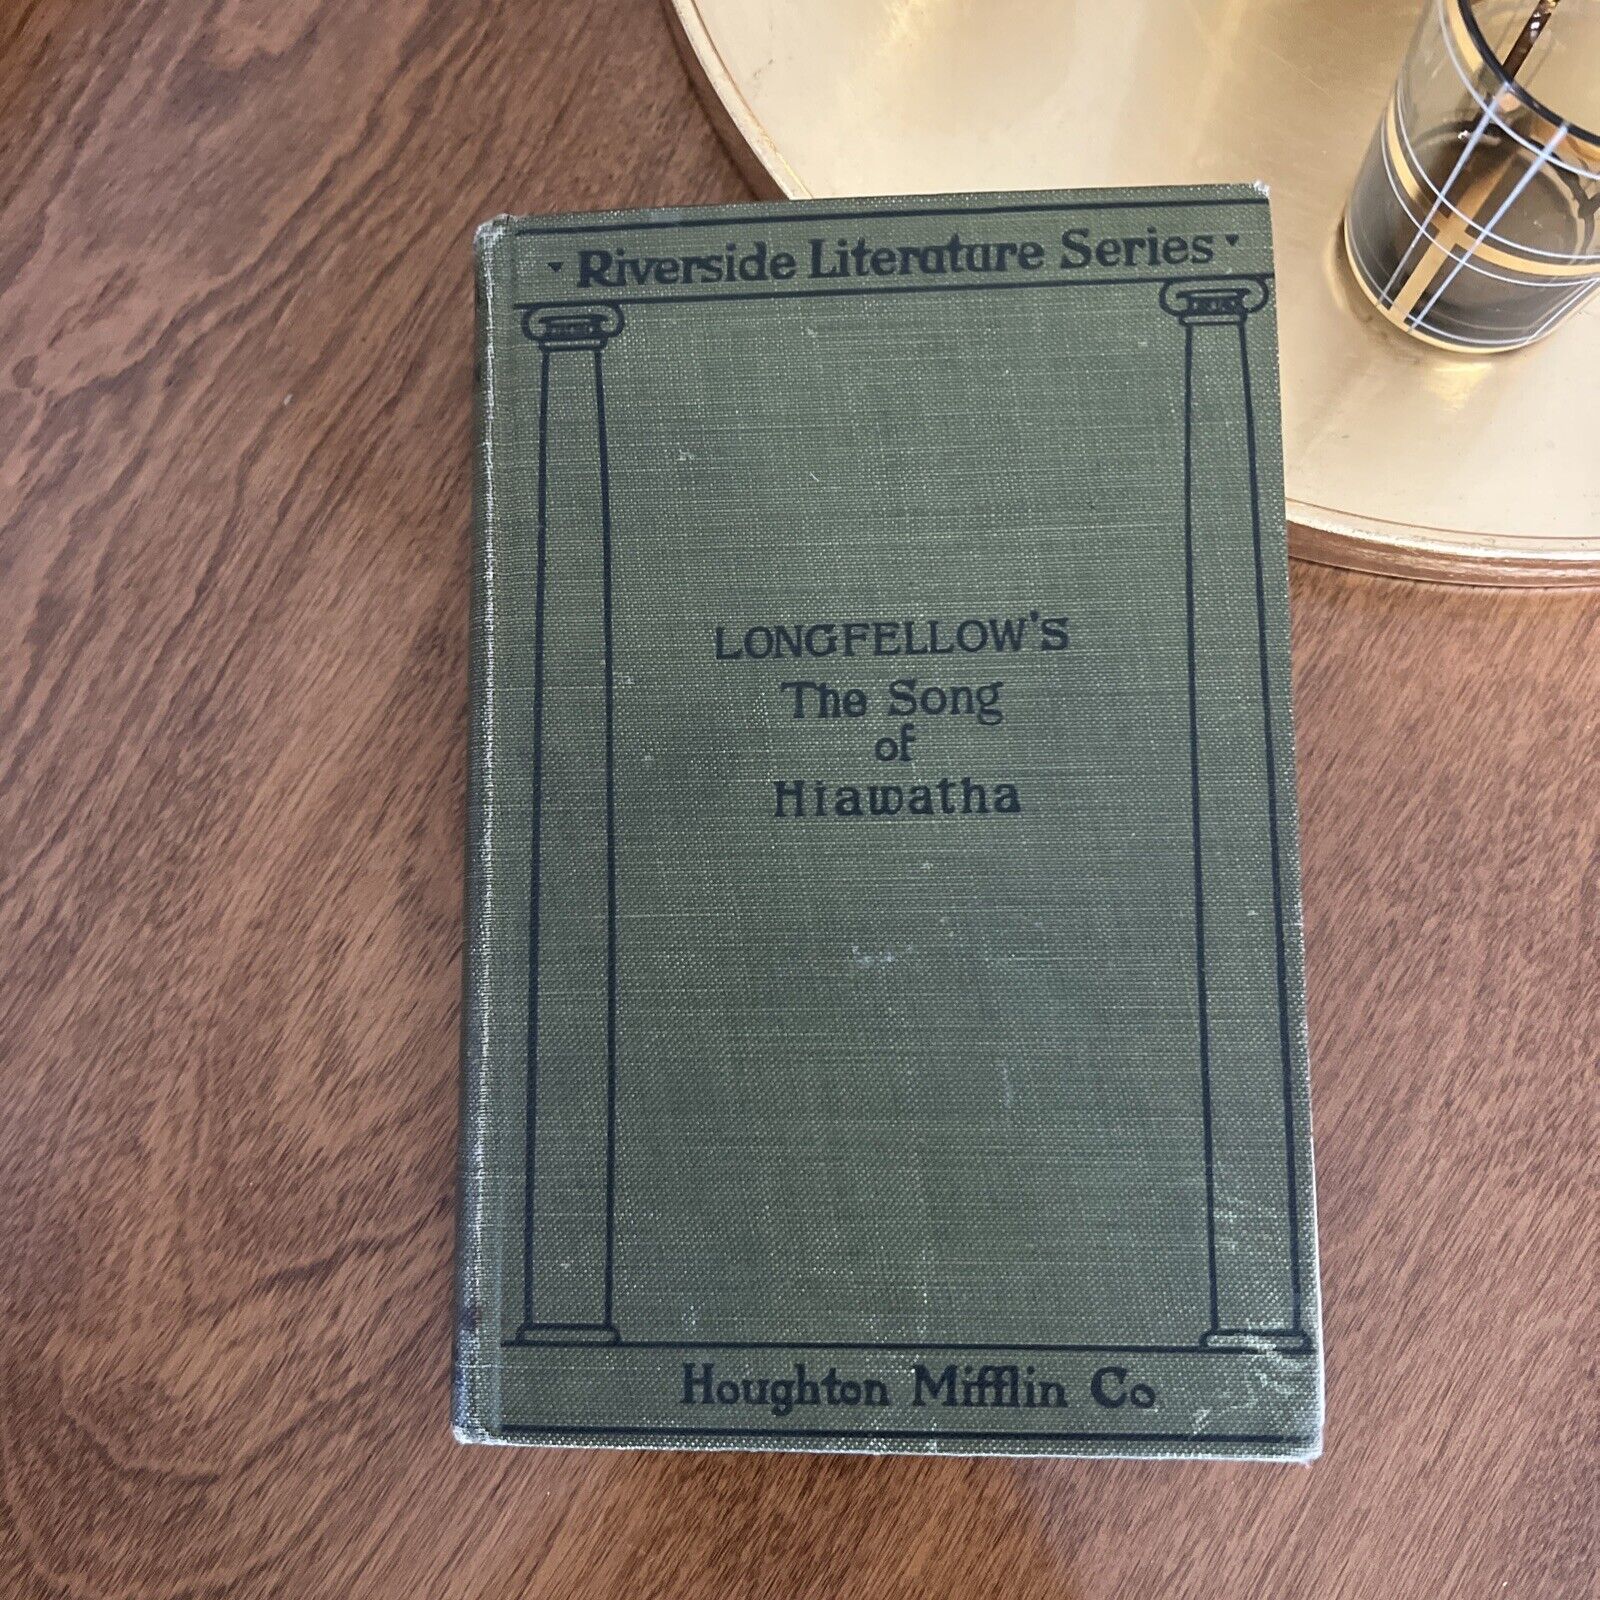 Riverside Literature Series
LONGFELLOW'S
The Song
of
Hiawatha
Houghton Mifflin Co